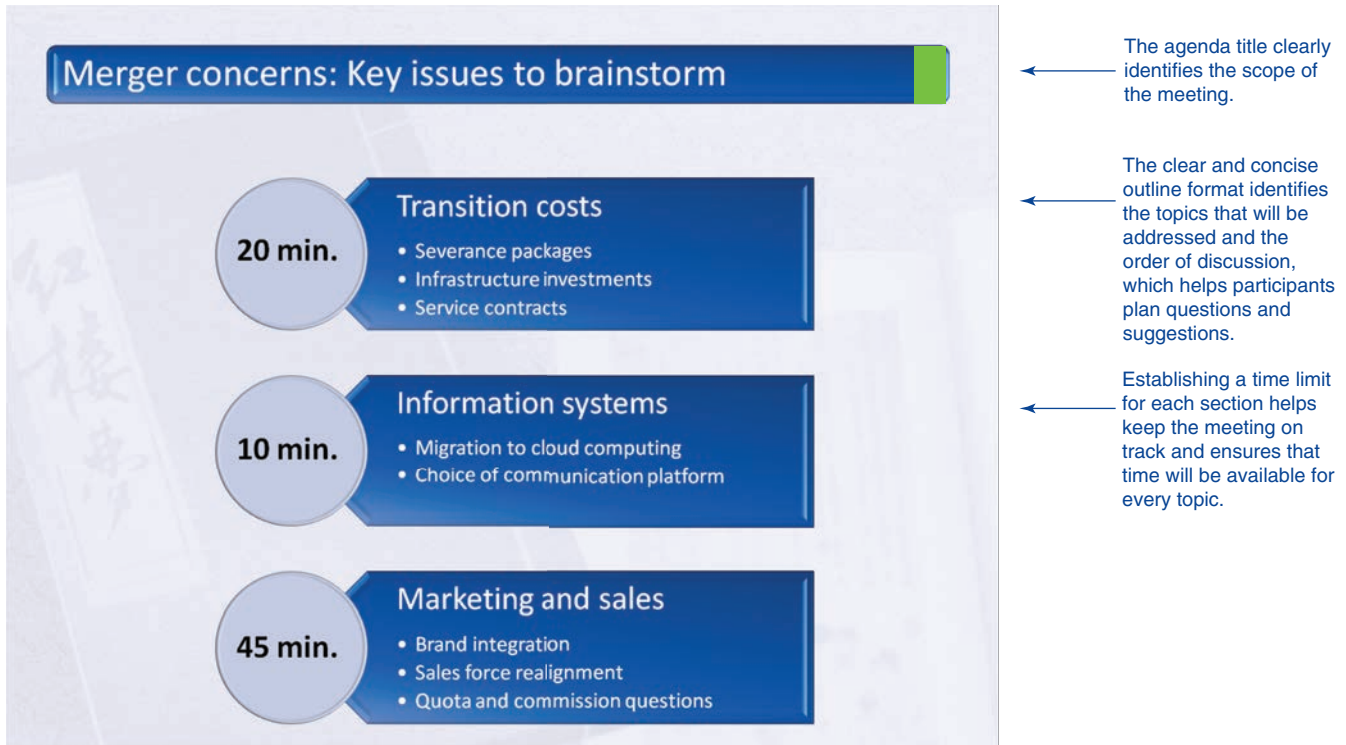 Merger concerns: Key issues to brainstorm
20 min.
Transition costs
• Severance packages
• Infrastructure investments
• Service contracts
10 min.
Information systems
• Migration to cloud computing
• Choice of communication platform
45 min.
Marketing and sales
• Brand integration
• Sales force realignment
• Quota and commission questions
The agenda title clearly
identifies the scope of
the meeting.
The clear and concise
outline format identifies
the topics that will be
addressed and the
order of discussion,
which helps participants
plan questions and
suggestions.
Establishing a time limit
for each section helps
keep the meeting on
track and ensures that
time will be available for
every topic.
红楼梦